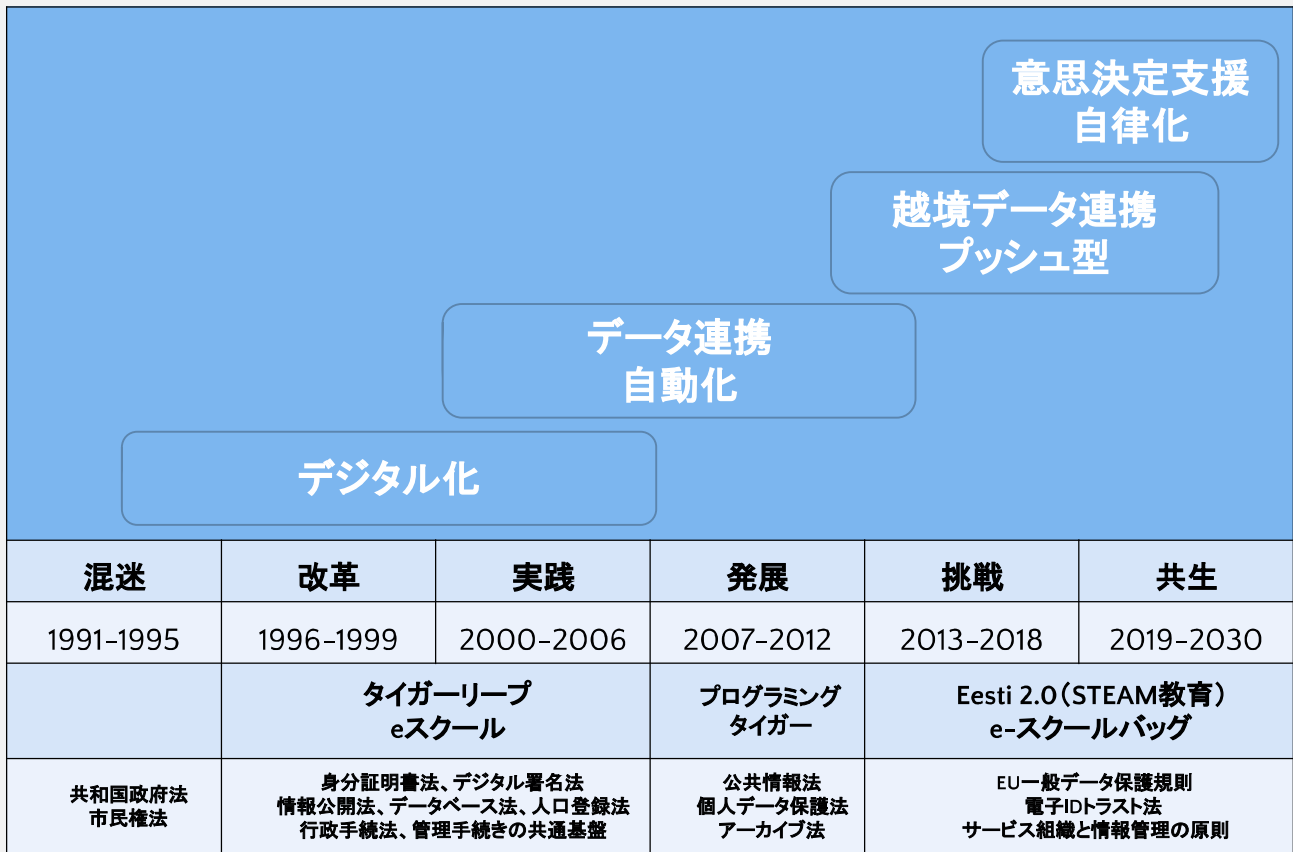 意思決定支援
自律化
越境データ連携
プッシュ型
データ連携
自動化
デジタル化
混迷 改革 実践 発展 挑戦 共生
1991-1995 1996-1999 2000-2006 2007-2012 2013-2018 2019-2030
タイガーリープ
eスクール
プログラミング
タイガー
Eesti 2.0(STEAM教育)
e-スクールバッグ
共和国政府法
市民権法
身分証明書法、デジタル署名法
情報公開法、データベース法、人口登録法
行政手続法、管理手続きの共通基盤
公共情報法
個人データ保護法
アーカイブ法
EU一般データ保護規則
電子IDトラスト法
サービス組織と情報管理の原則